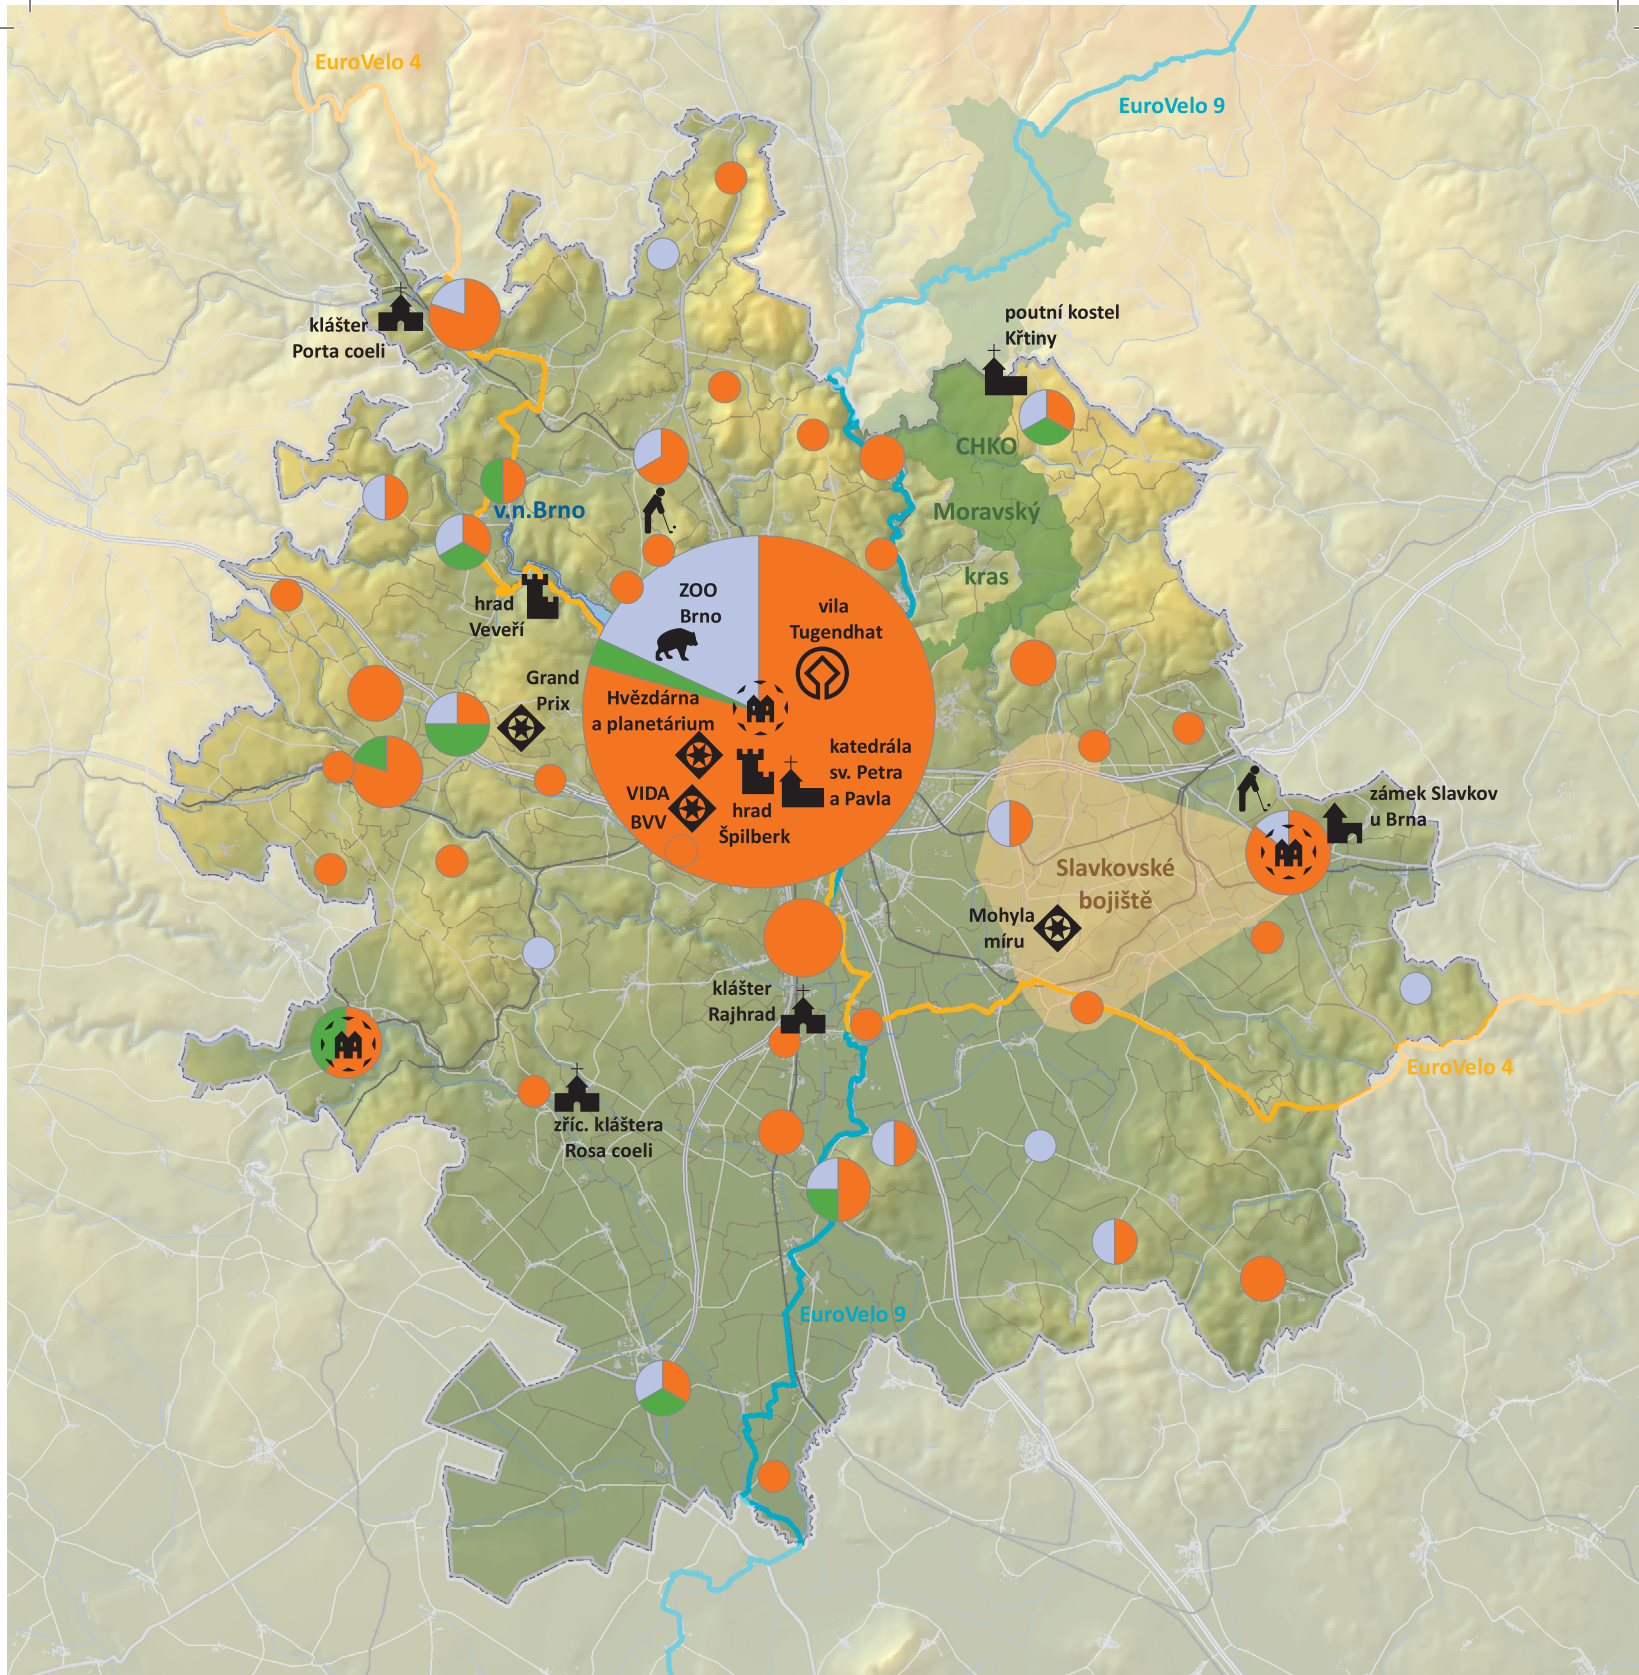 EuroVelo 4
EuroVelo 9
poutní kostel
Křtiny
klášter
Porta coeli
CHKO
Moravský
kras
v.n.Brno
hrad
Veveří
ZOO
Brno
vila
Tugendhat
Grand
Prix
Hvězdárna
a planetárium
katedrála
sv. Petra
a Pavla
VIDA
BVV
hrad
Špilberk
zámek Slavkov
u Brna
Slavkovské
bojiště
Mohyla
míru
klášter
Rajhrad
EuroVelo 4
zříc. kláštera
Rosa coeli
EuroVelo 9